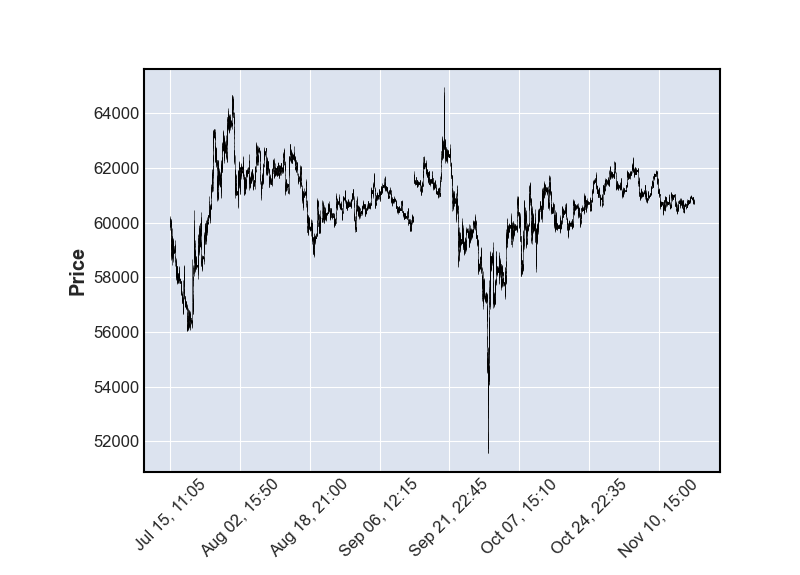 64000
62000
60000
58000
56000
54000
52000
Price
Jul 15, 11:05
Aug 02, 15:50
Aug 18, 21:00
Sep 06, 12:15
Sep 21, 22:45
Oct 07, 15:10
Oct 24, 22:35
Nov 10, 15:00